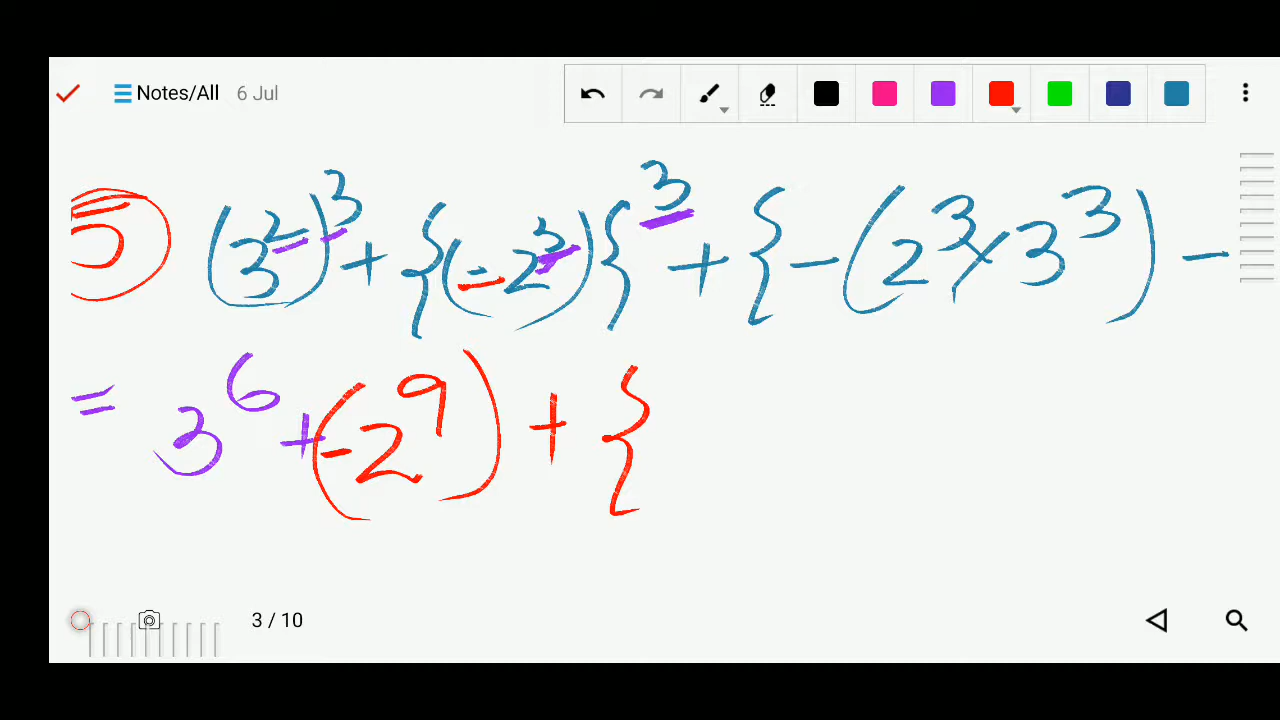 Notes/All 6 Jul
5 (3²)³ + {(-2³)}³ + {-(2³×3³) -
= 3⁶ + (-2⁹) + {
3 / 10